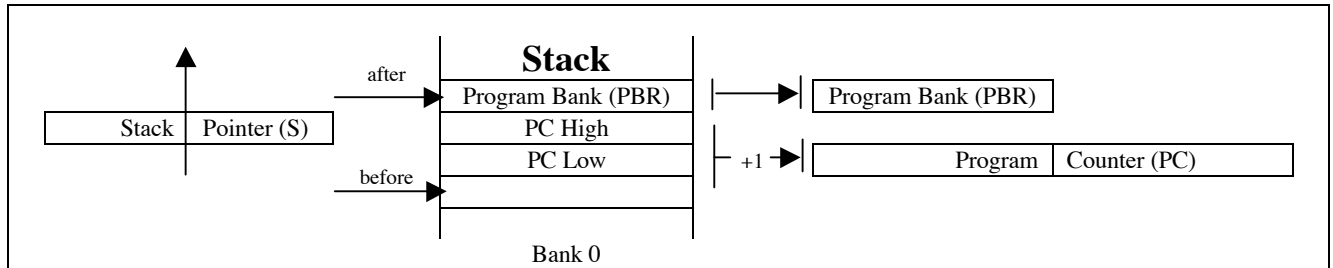 Stack
after
Program Bank (PBR)
Program Bank (PBR)
Stack Pointer (S)
PC High
PC Low
+1
Program Counter (PC)
before
Bank 0